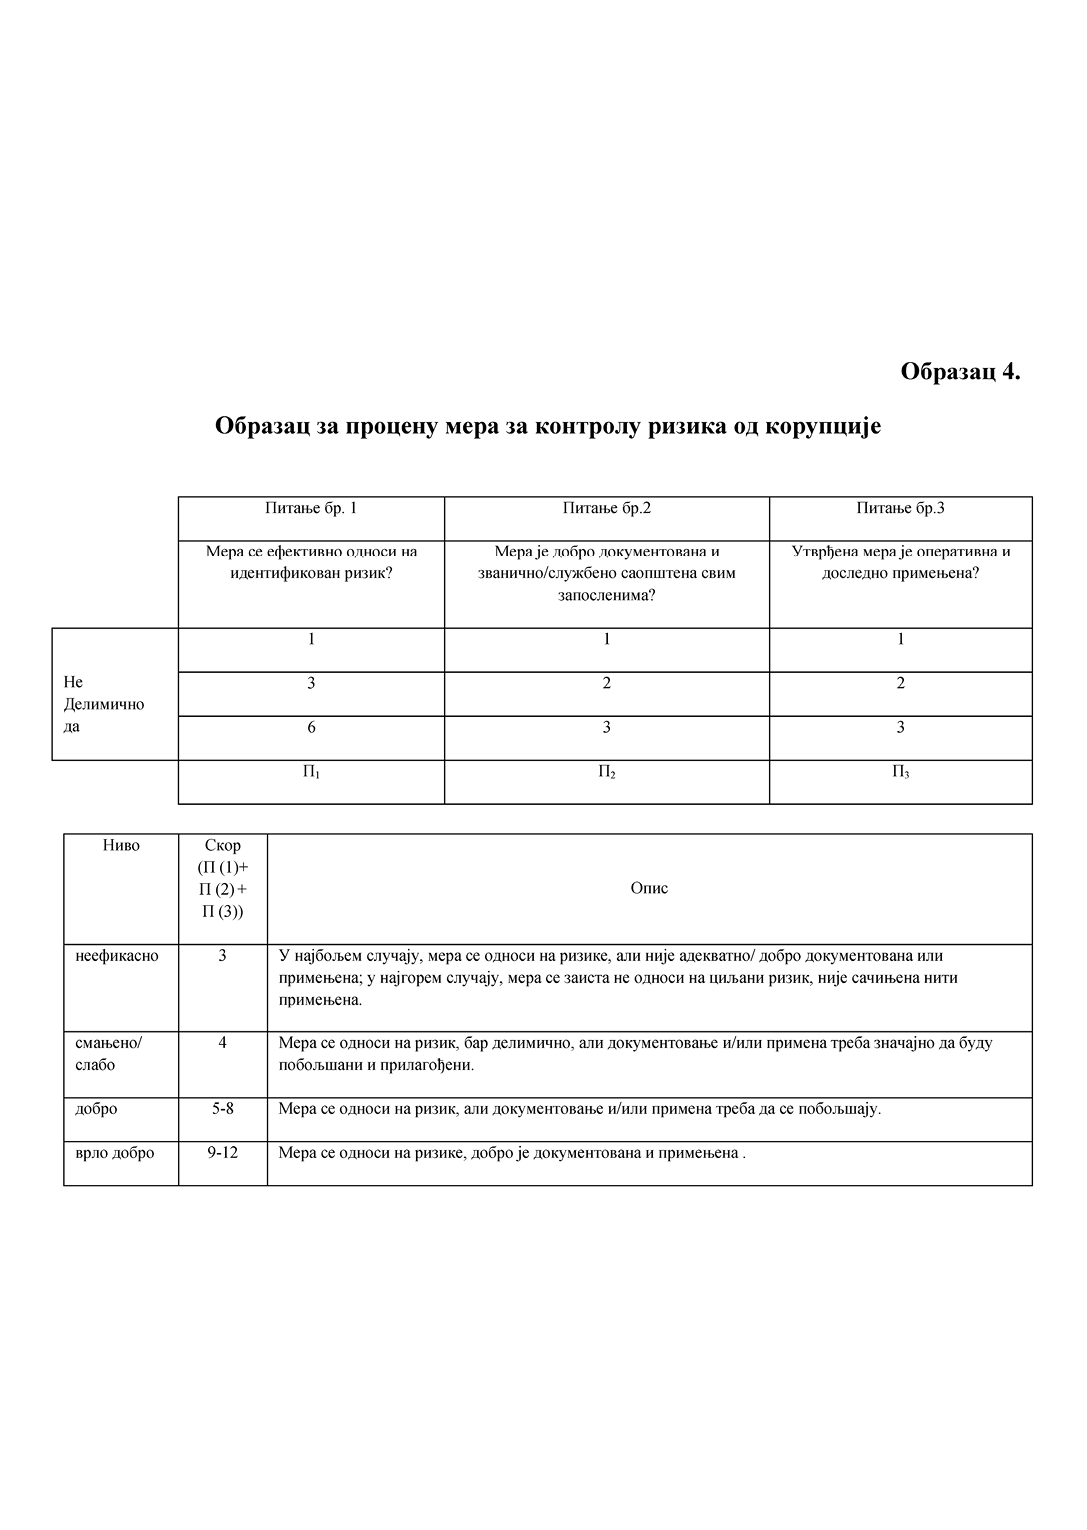 Образац 4.
Образац за процену мера за контролу ризика од корупције
Питање бр. 1
Питање бр.2
Питање бр.3
Мера се ефективно односи на
идентификован ризик?
Мера је добро документована и
званично/службено саопштена свим
запосленима?
Утврђена мера је оперативна и
доследно примењена?
Не
Делимично
да
1
1
1
3
2
2
6
3
3
П₁
П₂
П₃
Ниво
Скор
(П (1)+
П (2) +
П (3))
Опис
неефикасно
3
У најбољем случају, мера се односи на ризике, али није адекватно/ добро документована или
примењена; у најгорем случају, мера се заиста не односи на циљани ризик, није сачињена нити
примењена.
смањено/
слабо
4
Мера се односи на ризик, бар делимично, али документовање и/или примена треба значајно да буду
побољшани и прилагођени.
добро
5-8
Мера се односи на ризик, али документовање и/или примена треба да се побољшају.
врло добро
9-12
Мера се односи на ризике, добро је документована и примењена .